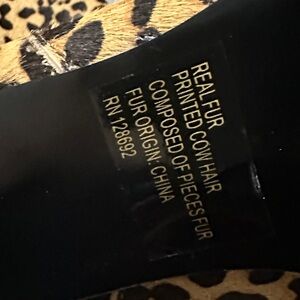 REAL FUR
PRINTED COW HAIR
COMPOSED OF PIECES FUR
FUR ORIGIN: CHINA
RN 128692